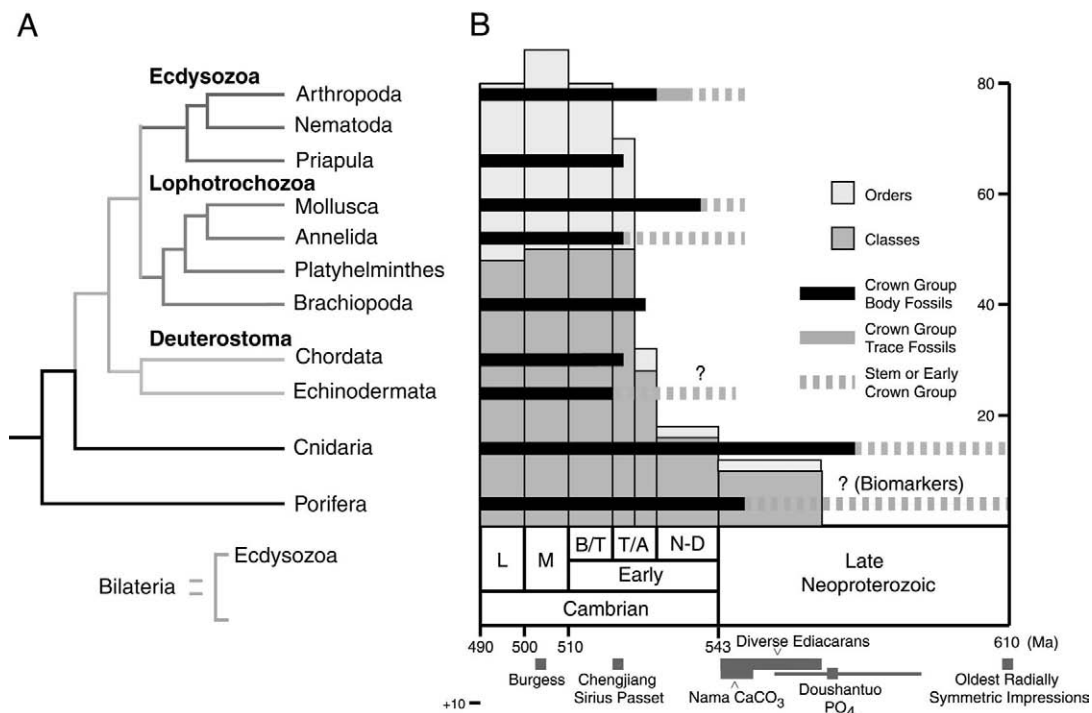 A
Ecdysozoa
Arthropoda
Nematoda
Priapula
Lophotrochozoa
Mollusca
Annelida
Platyhelminthes
Brachiopoda
Deuterostoma
Chordata
Echinodermata
Cnidaria
Porifera
Ecdysozoa
Bilateria
B
80
60
40
20
Orders
Classes
Crown Group
Body Fossils
Crown Group
Trace Fossils
Stem or Early
Crown Group
?
? (Biomarkers)
L
M
B/T
T/A
N-D
Early
Cambrian
Late
Neoproterozoic
490
500
510
543
610 (Ma)
Diverse Ediacarans
Burgess
Chengjiang
Sirius Passet
Nama CaCO3
Doushantuo
PO4
Oldest Radially
Symmetric Impressions
+10